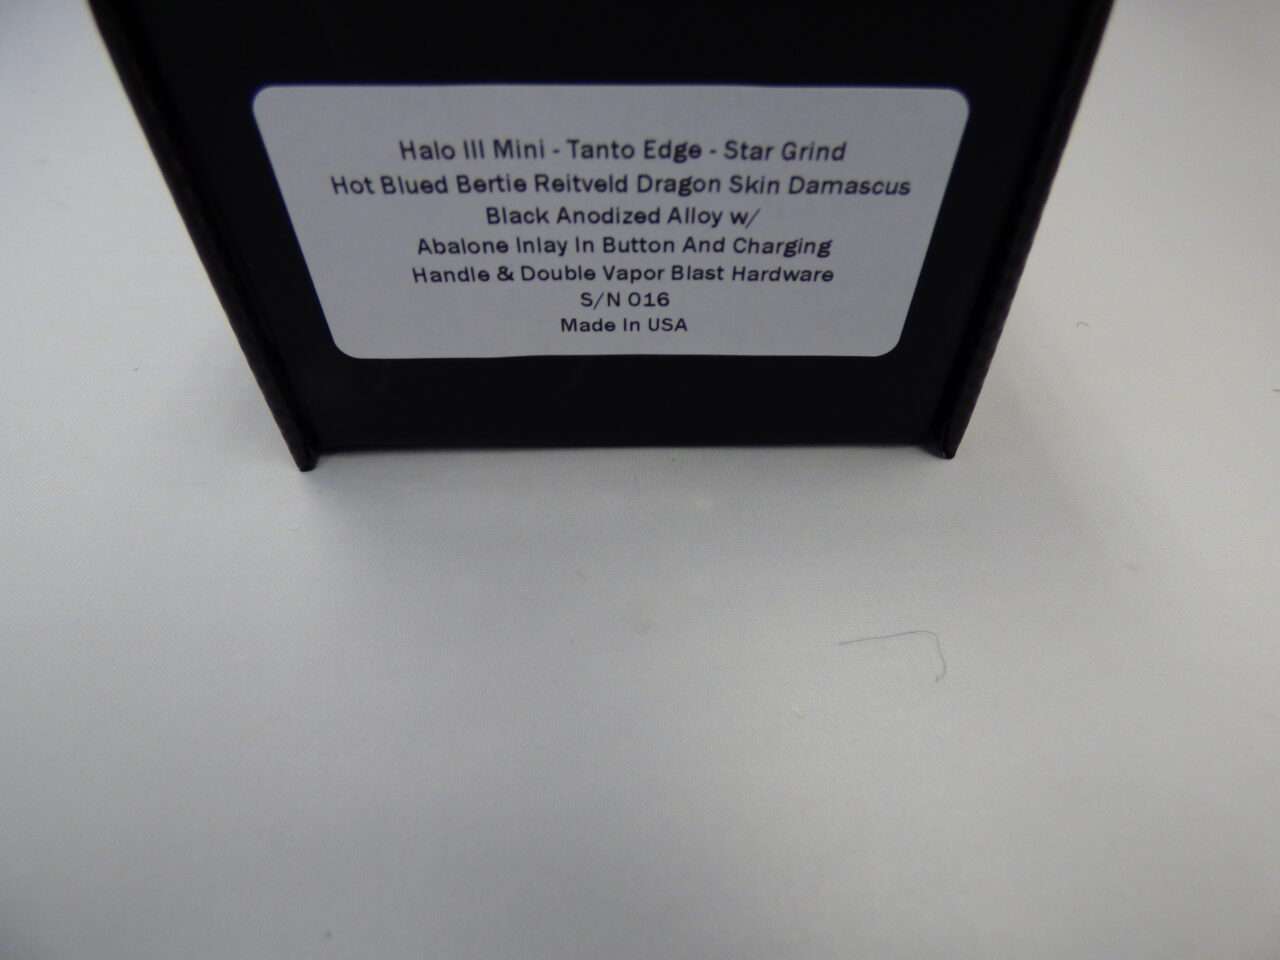 Halo III Mini - Tanto Edge - Star Grind
Hot Blued Bertie Reitveld Dragon Skin Damascus
Black Anodized Alloy w/
Abalone Inlay In Button And Charging
Handle & Double Vapor Blast Hardware
S/N 016
Made In USA